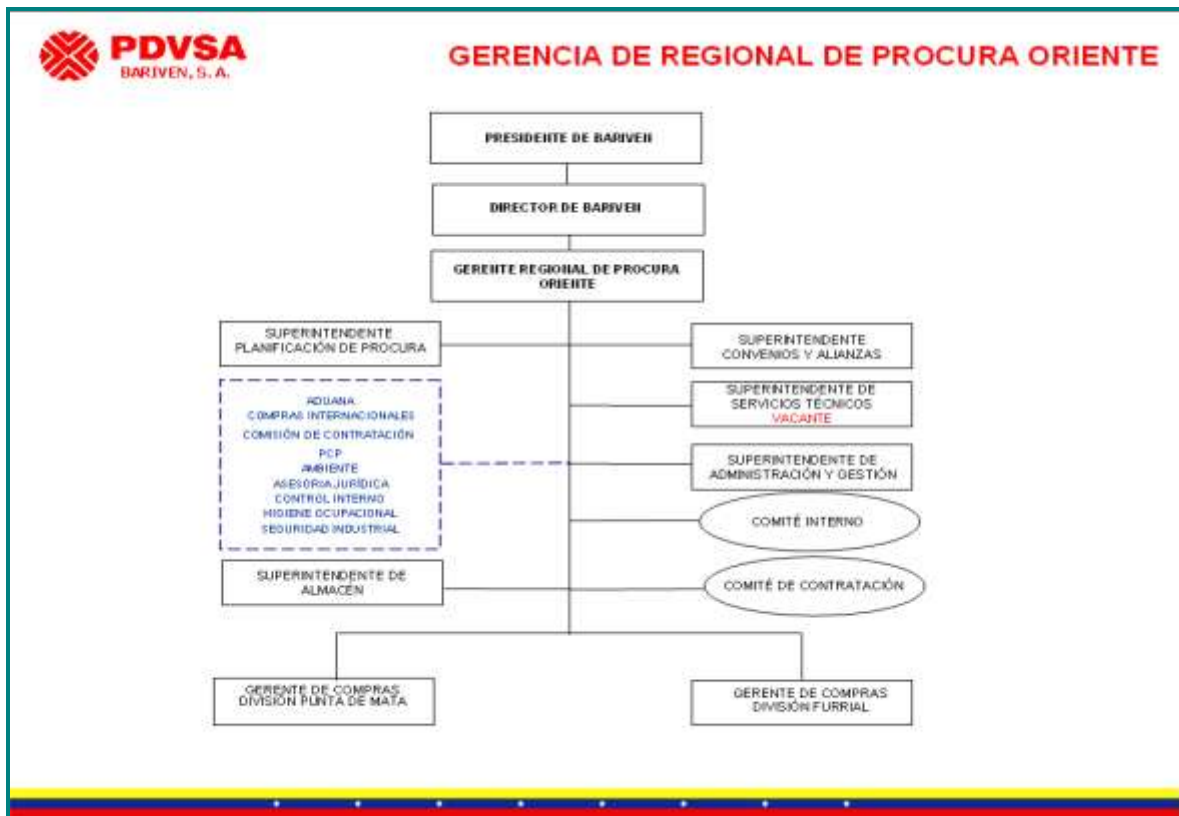 PDVSA
BARIVEN, S. A.
GERENCIA DE REGIONAL DE PROCURA ORIENTE
PRESIDENTE DE BARIVEN
DIRECTOR DE BARIVEN
GERENTE REGIONAL DE PROCURA
ORIENTE
SUPERINTENDENTE
PLANIFICACIÓN DE PROCURA
SUPERINTENDENTE
CONVENIOS Y ALIANZAS
ADUANA
COMPRAS INTERNACIONALES
COMISIÓN DE CONTRATACIÓN
PCP
AMBIENTE
ASESORIA JURÍDICA
CONTROL INTERNO
HIGIENE OCUPACIONAL
SEGURIDAD INDUSTRIAL
SUPERINTENDENTE DE
SERVICIOS TÉCNICOS
VACANTE
SUPERINTENDENTE DE
ADMINISTRACIÓN Y GESTIÓN
COMITÉ INTERNO
SUPERINTENDENTE DE
ALMACÉN
COMITÉ DE CONTRATACIÓN
GERENTE DE COMPRAS
DIVISIÓN PUNTA DE MATA
GERENTE DE COMPRAS
DIVISIÓN FURRIAL